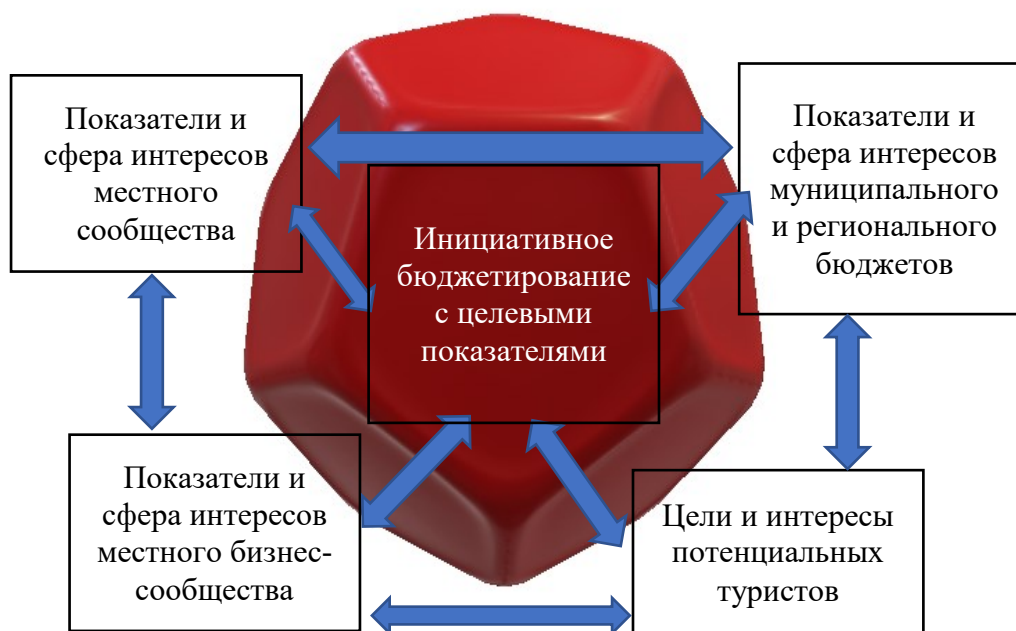 Показатели и
сфера интересов
местного
сообщества
Показатели и
сфера интересов
муниципального
и регионального
бюджетов
Инициативное
бюджетирование
с целевыми
показателями
Показатели и
сфера интересов
местного бизнес-
сообщества
Цели и интересы
потенциальных
туристов